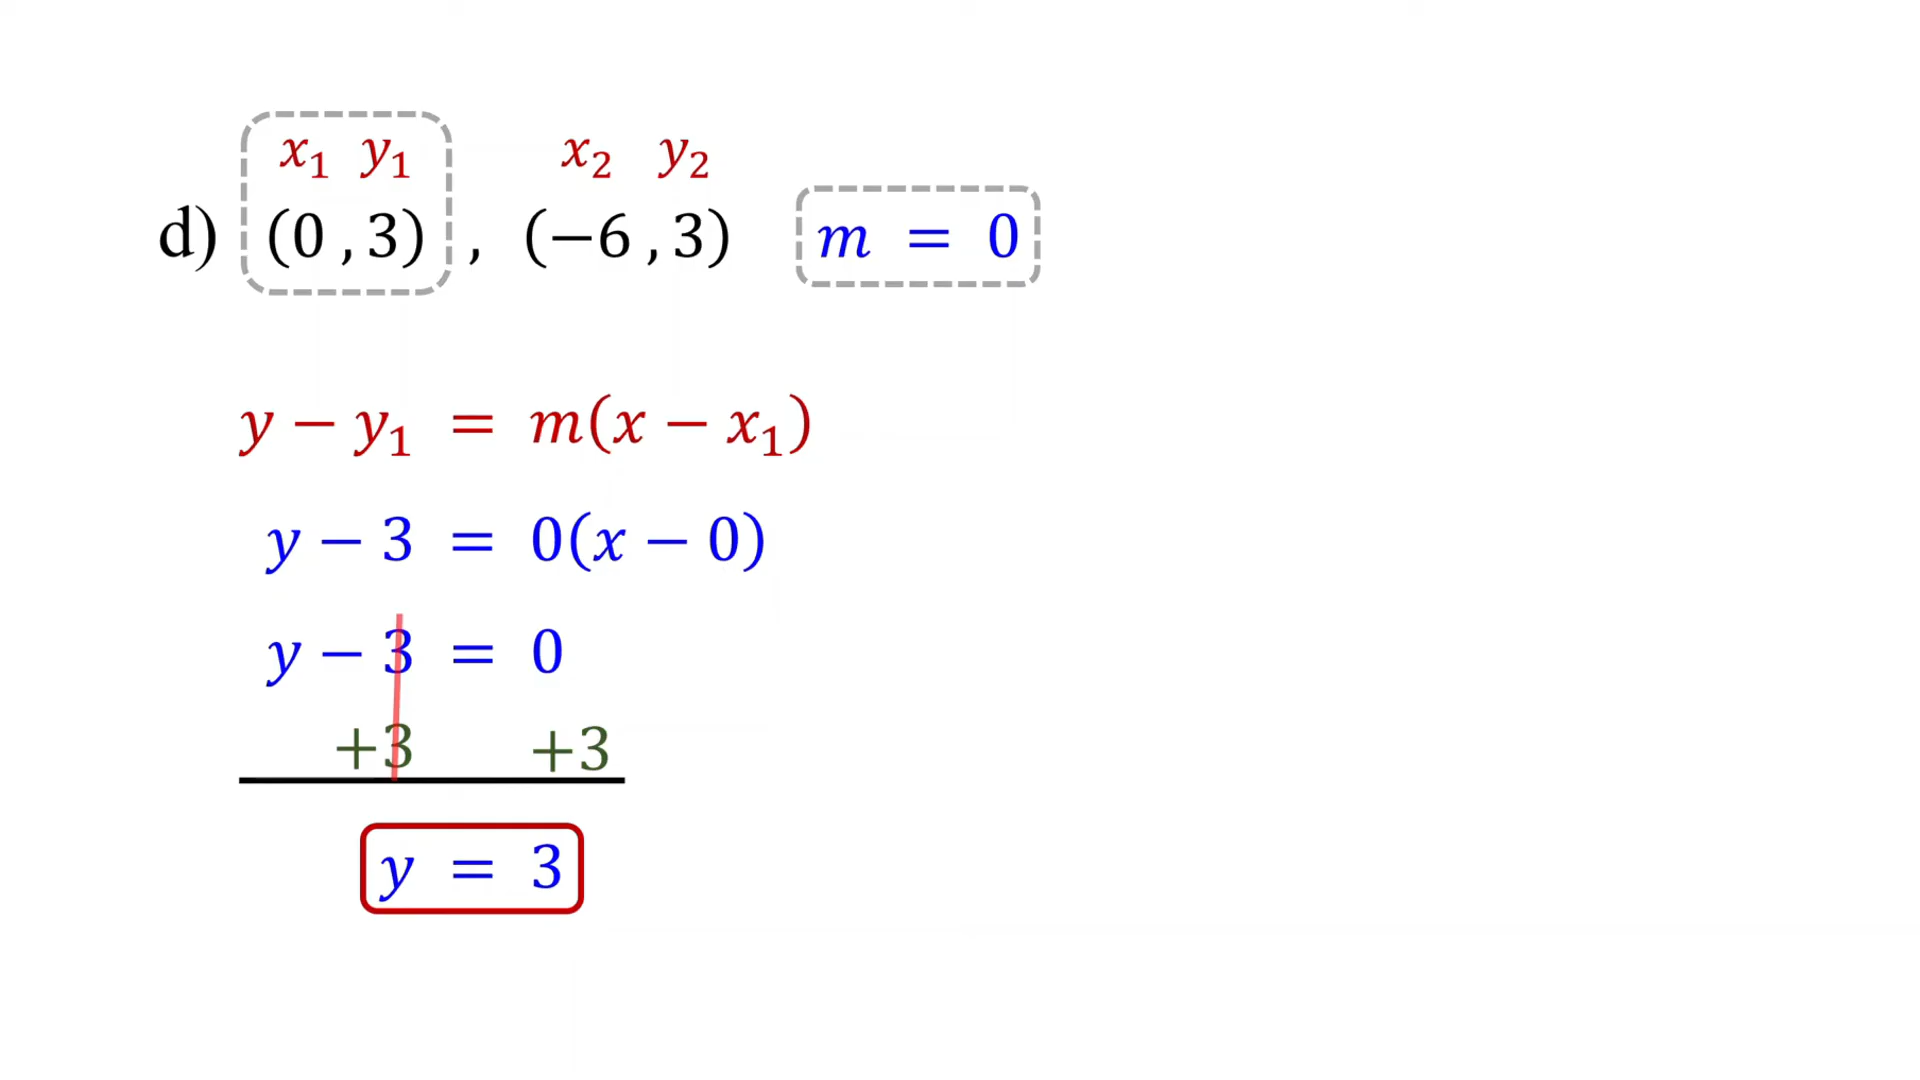 x₁ y₁ x₂ y₂
d) (0 , 3) , (−6 , 3) m = 0
y − y₁ = m(x − x₁)
y − 3 = 0(x − 0)
y − 3 = 0
+3 +3
y = 3